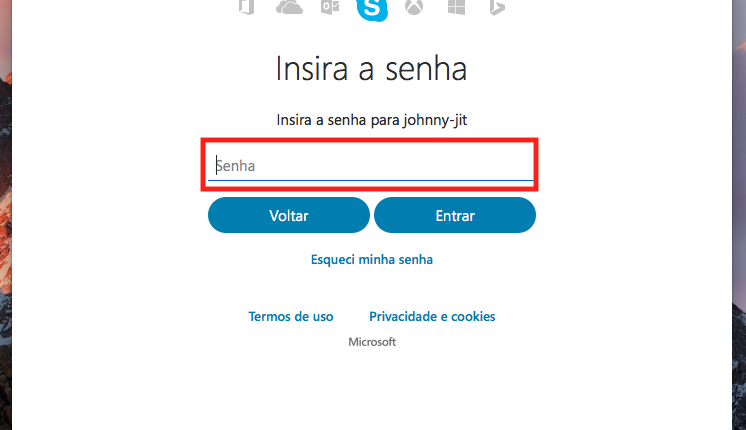 Insira a senha
Insira a senha para johnny-jit
Senha
Voltar Entrar
Esqueci minha senha
Termos de uso Privacidade e cookies
Microsoft